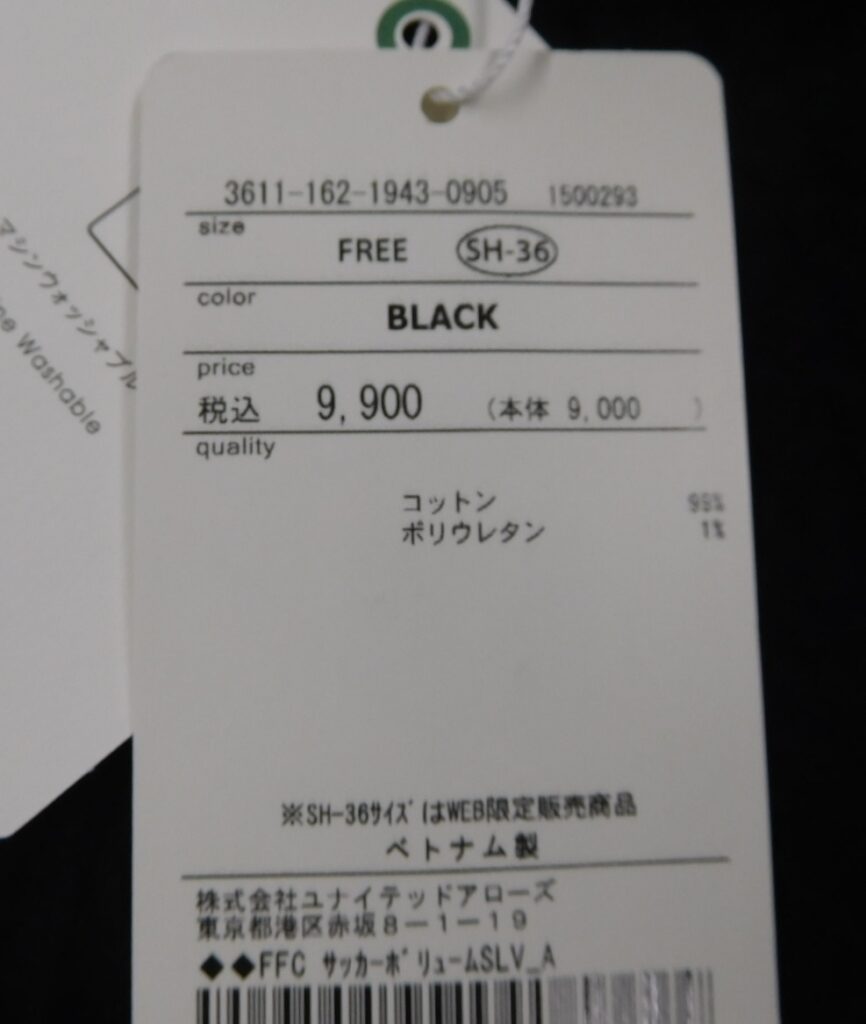 マシンウォッシャブル
ne Washable
3611-162-1943-0905 1500293
size
FREE SH-36
color
BLACK
price
税込 9,900 (本体 9,000 )
quality
コットン 99%
ポリウレタン 1%
※SH-36サイズはWEB限定販売商品
ベトナム製
株式会社ユナイテッドアローズ
東京都港区赤坂8-1-19
◆◆FFC サッカーボリュームSLV_A